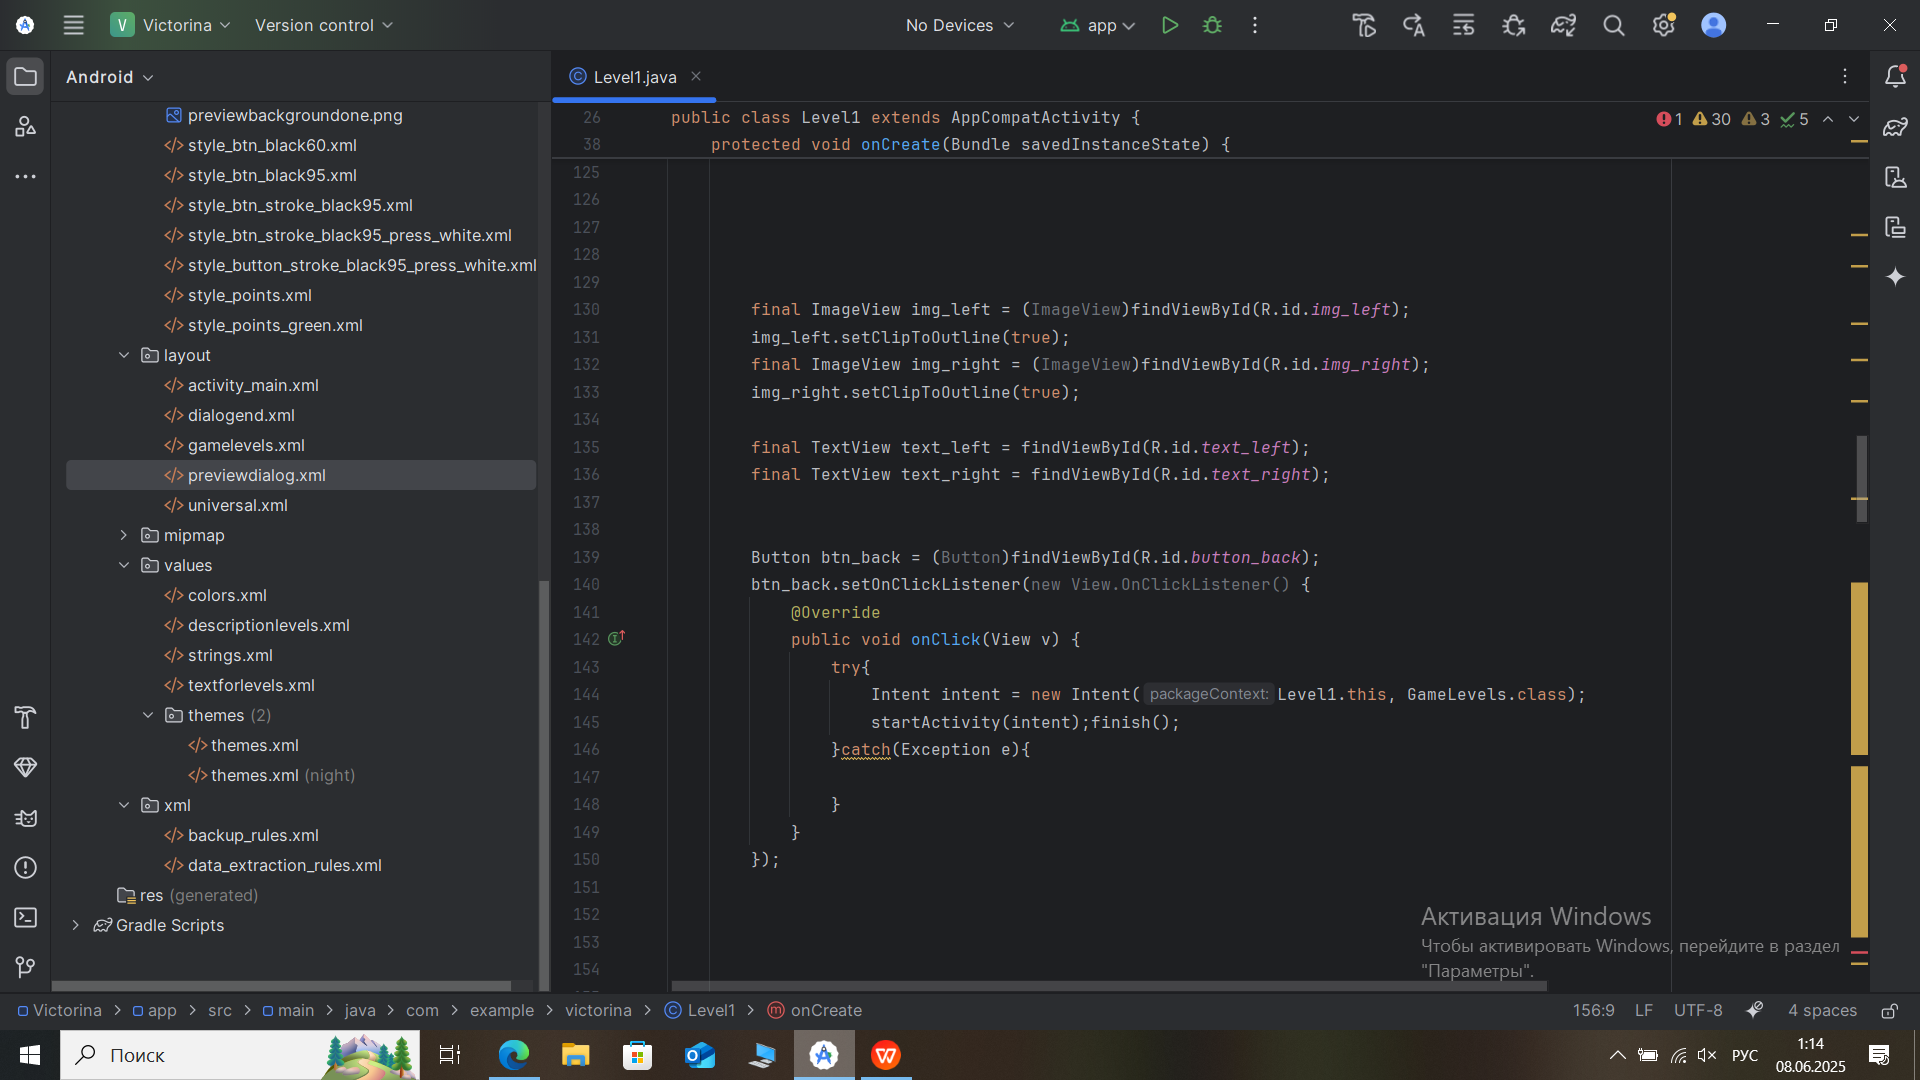 V Victorina Version control No Devices app
Android
Level1.java
previewbackgroundone.png
style_btn_black60.xml
style_btn_black95.xml
style_btn_stroke_black95.xml
style_btn_stroke_black95_press_white.xml
style_button_stroke_black95_press_white.xml
style_points.xml
style_points_green.xml
layout
activity_main.xml
dialogend.xml
gamelevels.xml
previewdialog.xml
universal.xml
mipmap
values
colors.xml
descriptionlevels.xml
strings.xml
textforlevels.xml
themes (2)
themes.xml
themes.xml (night)
xml
backup_rules.xml
data_extraction_rules.xml
res (generated)
Gradle Scripts
26 public class Level1 extends AppCompatActivity { 1 30 3 5
38 protected void onCreate(Bundle savedInstanceState) {
125
126
127
128
129
130 final ImageView img_left = (ImageView)findViewById(R.id.img_left);
131 img_left.setClipToOutline(true);
132 final ImageView img_right = (ImageView)findViewById(R.id.img_right);
133 img_right.setClipToOutline(true);
134
135 final TextView text_left = findViewById(R.id.text_left);
136 final TextView text_right = findViewById(R.id.text_right);
137
138
139 Button btn_back = (Button)findViewById(R.id.button_back);
140 btn_back.setOnClickListener(new View.OnClickListener() {
141 @Override
142 public void onClick(View v) {
143 try{
144 Intent intent = new Intent( packageContext: Level1.this, GameLevels.class);
145 startActivity(intent);finish();
146 }catch(Exception e){
147
148 }
149 }
150 });
151
152
153
154
Активация Windows
Чтобы активировать Windows, перейдите в раздел
"Параметры".
Victorina > app > src > main > java > com > example > victorina > Level1 > onCreate 156:9 LF UTF-8 4 spaces
Поиск
РУС
1:14
08.06.2025